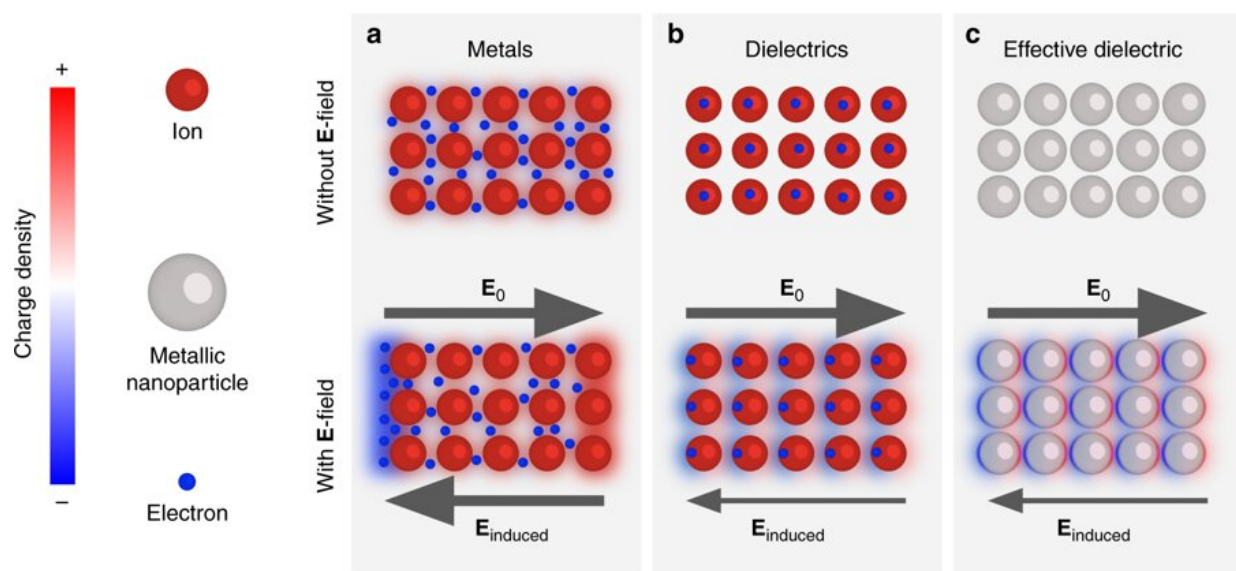 +
Charge density
−
Ion
Metallic
nanoparticle
Electron
Without E-field
With E-field
a
Metals
E0
Einduced
b
Dielectrics
E0
Einduced
c
Effective dielectric
E0
Einduced